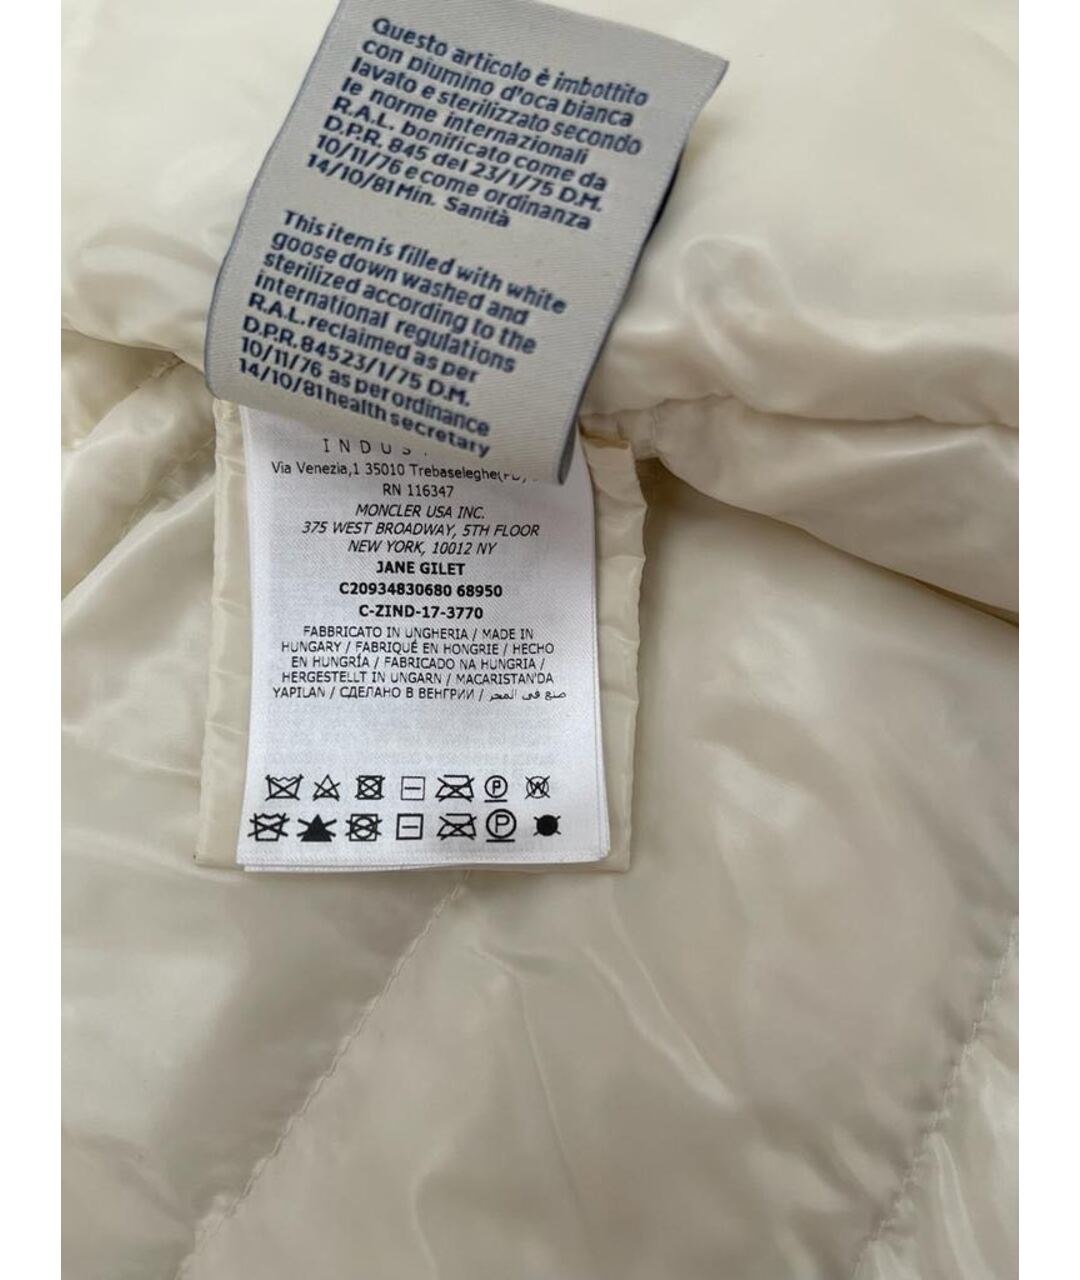 Questo articolo è imbottito
con piumino d'oca bianca
lavato e sterilizzato secondo
le norme internazionali
R.A.L. bonificato come da
D.P.R. 845 del 23/1/75 D.M.
10/11/76 e come ordinanza
14/10/81 Min. Sanità
This item is filled with white
goose down washed and
sterilized according to the
international regulations
R.A.L. reclaimed as per
D.P.R. 84523/1/75 D.M.
10/11/76 as per ordinance
14/10/81 health secretary
INDUS
Via Venezia,1 35010 Trebaseleghe(
RN 116347
MONCLER USA INC.
375 WEST BROADWAY, 5TH FLOOR
NEW YORK, 10012 NY
JANE GILET
C20934830680 68950
C-ZIND-17-3770
FABBRICATO IN UNGHERIA / MADE IN
HUNGARY / FABRIQUÉ EN HONGRIE / HECHO
EN HUNGRÍA / FABRICADO NA HUNGRIA /
HERGESTELLT IN UNGARN / MACARISTAN'DA
YAPILAN / СДЕЛАНО В ВЕНГРИИ / صنع في المجر
P W
P